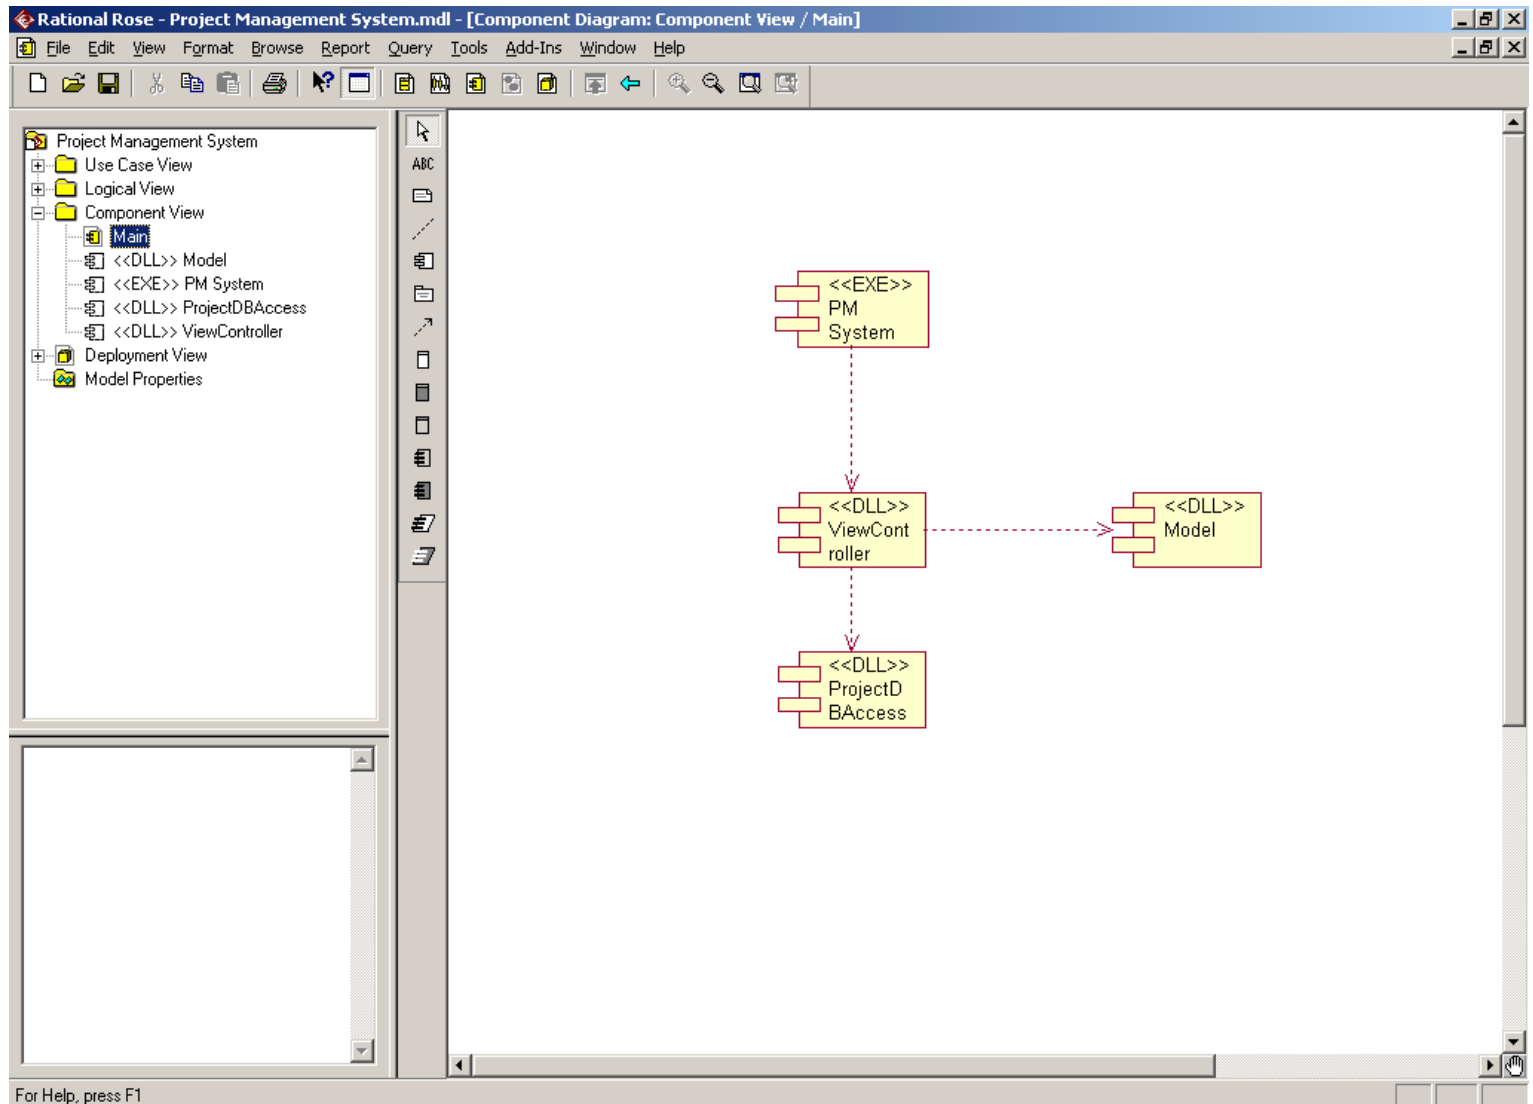 Rational Rose - Project Management System.mdl - [Component Diagram: Component View / Main]
File Edit View Format Browse Report Query Tools Add-Ins Window Help
Project Management System
Use Case View
Logical View
Component View
Main
<<DLL>> Model
<<EXE>> PM System
<<DLL>> ProjectDBAccess
<<DLL>> ViewController
Deployment View
Model Properties
ABC
<<EXE>>
PM
System
<<DLL>>
ViewCont
roller
<<DLL>>
Model
<<DLL>>
ProjectD
BAccess
For Help, press F1